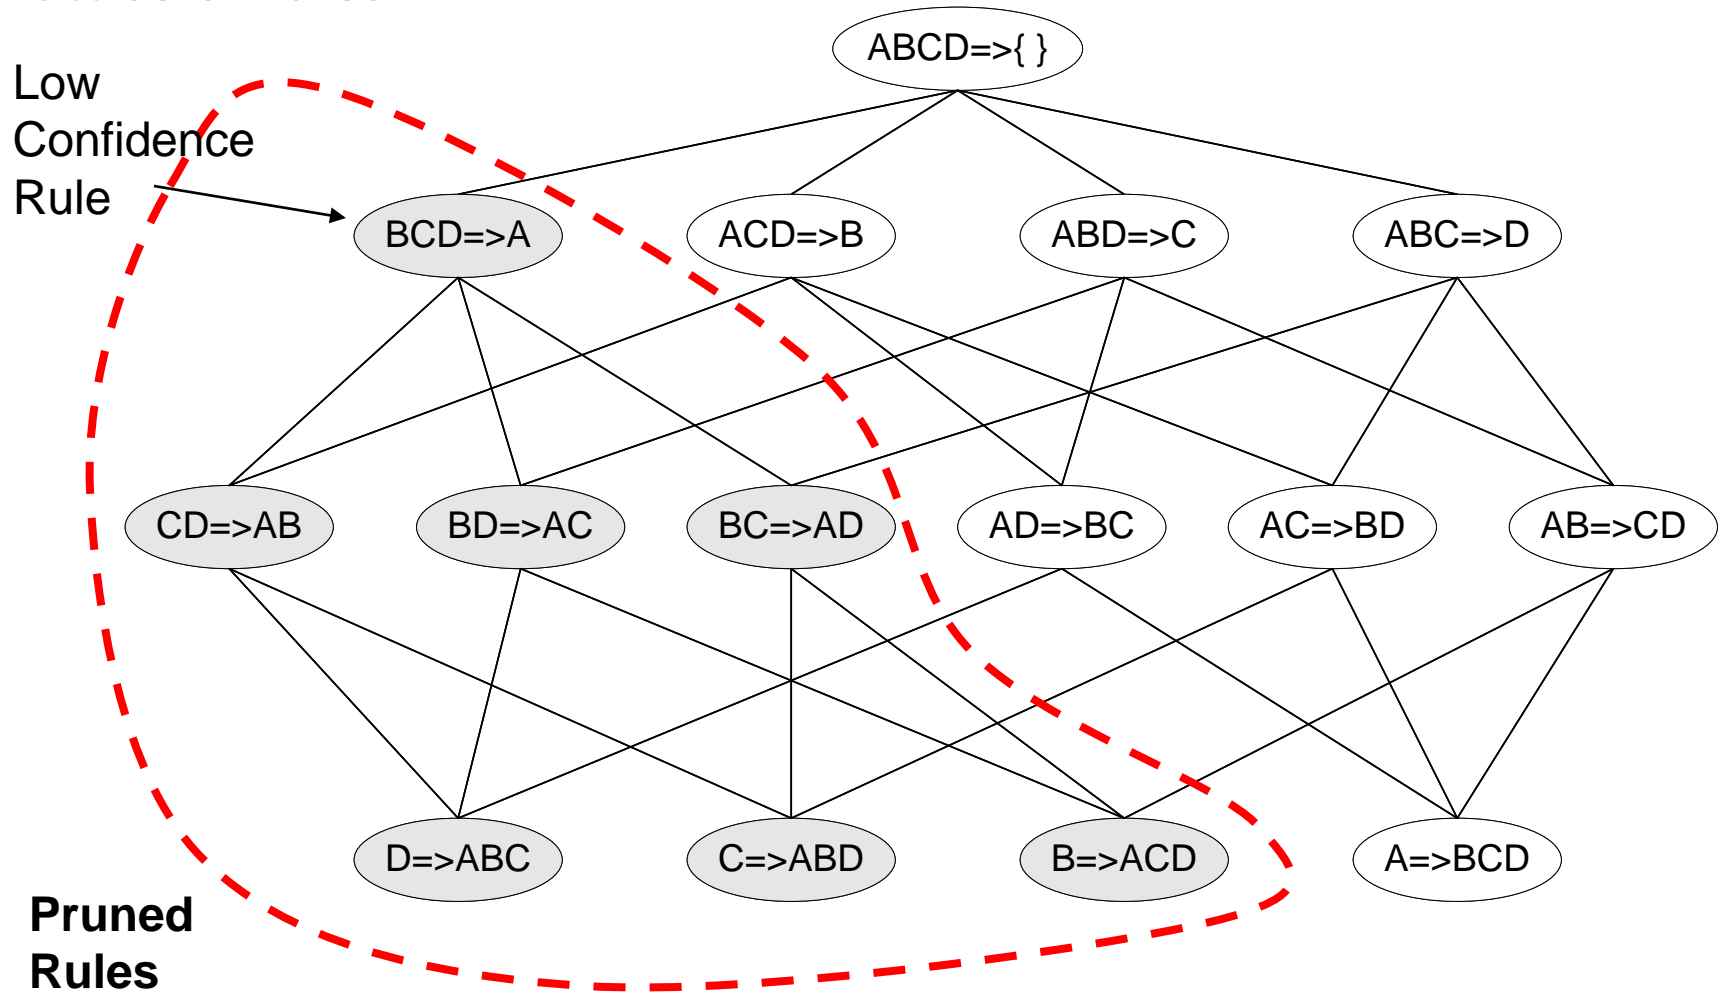 ABCD=>{ }
Low
Confidence
Rule
BCD=>A
ACD=>B
ABD=>C
ABC=>D
CD=>AB
BD=>AC
BC=>AD
AD=>BC
AC=>BD
AB=>CD
D=>ABC
C=>ABD
B=>ACD
A=>BCD
Pruned
Rules